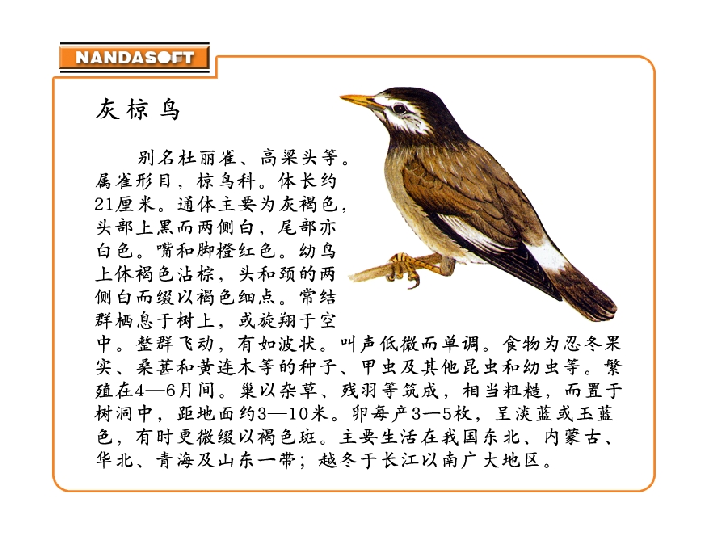 NANDASOFT
灰椋鸟
别名杜丽雀、高粱头等。
属雀形目，椋鸟科。体长约
21厘米。通体主要为灰褐色，
头部上黑而两侧白，尾部亦
白色。嘴和脚橙红色。幼鸟
上体褐色沾棕，头和颈的两
侧白而缀以褐色细点。常结
群栖息于树上，或旋翔于空
中。整群飞动，有如波状。叫声低微而单调。食物为忍冬果
实、桑葚和黄连木等的种子、甲虫及其他昆虫和幼虫等。繁
殖在4—6月间。巢以杂草、残羽等筑成，相当粗糙，而置于
树洞中，距地面约3—10米。卵每产3—5枚，呈淡蓝或玉蓝
色，有时更微缀以褐色斑。主要生活在我国东北、内蒙古、
华北、青海及山东一带；越冬于长江以南广大地区。